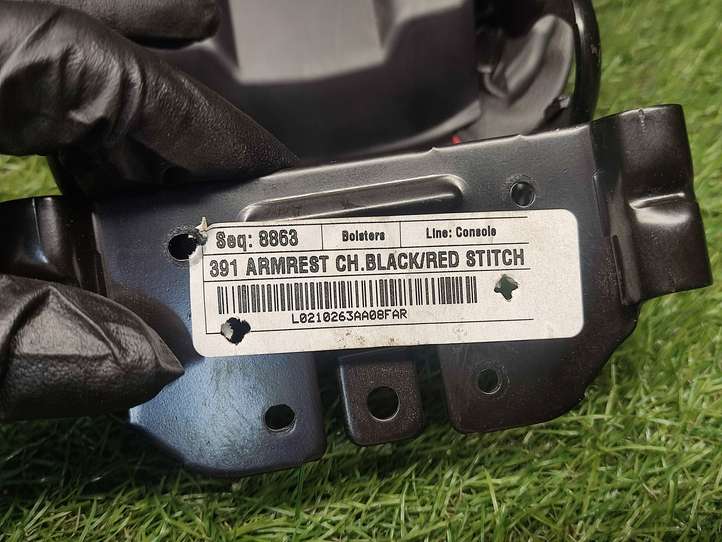 Seq: 8863 Bolsters Line: Console
391 ARMREST CH.BLACK/RED STITCH
L0210263AA08FAR